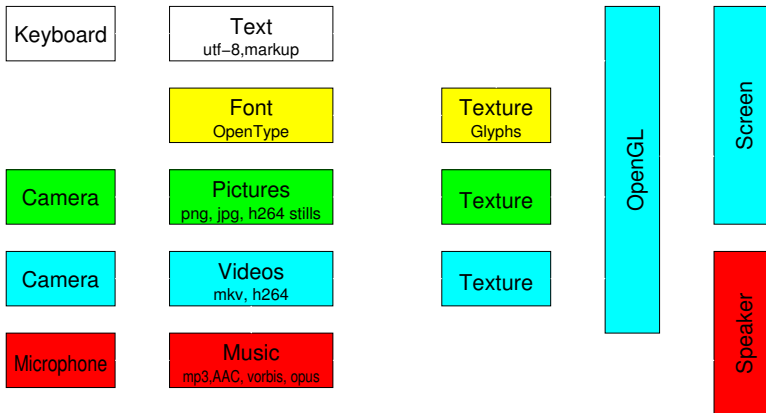 Keyboard
Text
utf−8,markup
Font
OpenType
Texture
Glyphs
Camera
Pictures
png, jpg, h264 stills
Texture
Camera
Videos
mkv, h264
Texture
Microphone
Music
mp3,AAC, vorbis, opus
OpenGL
Screen
Speaker